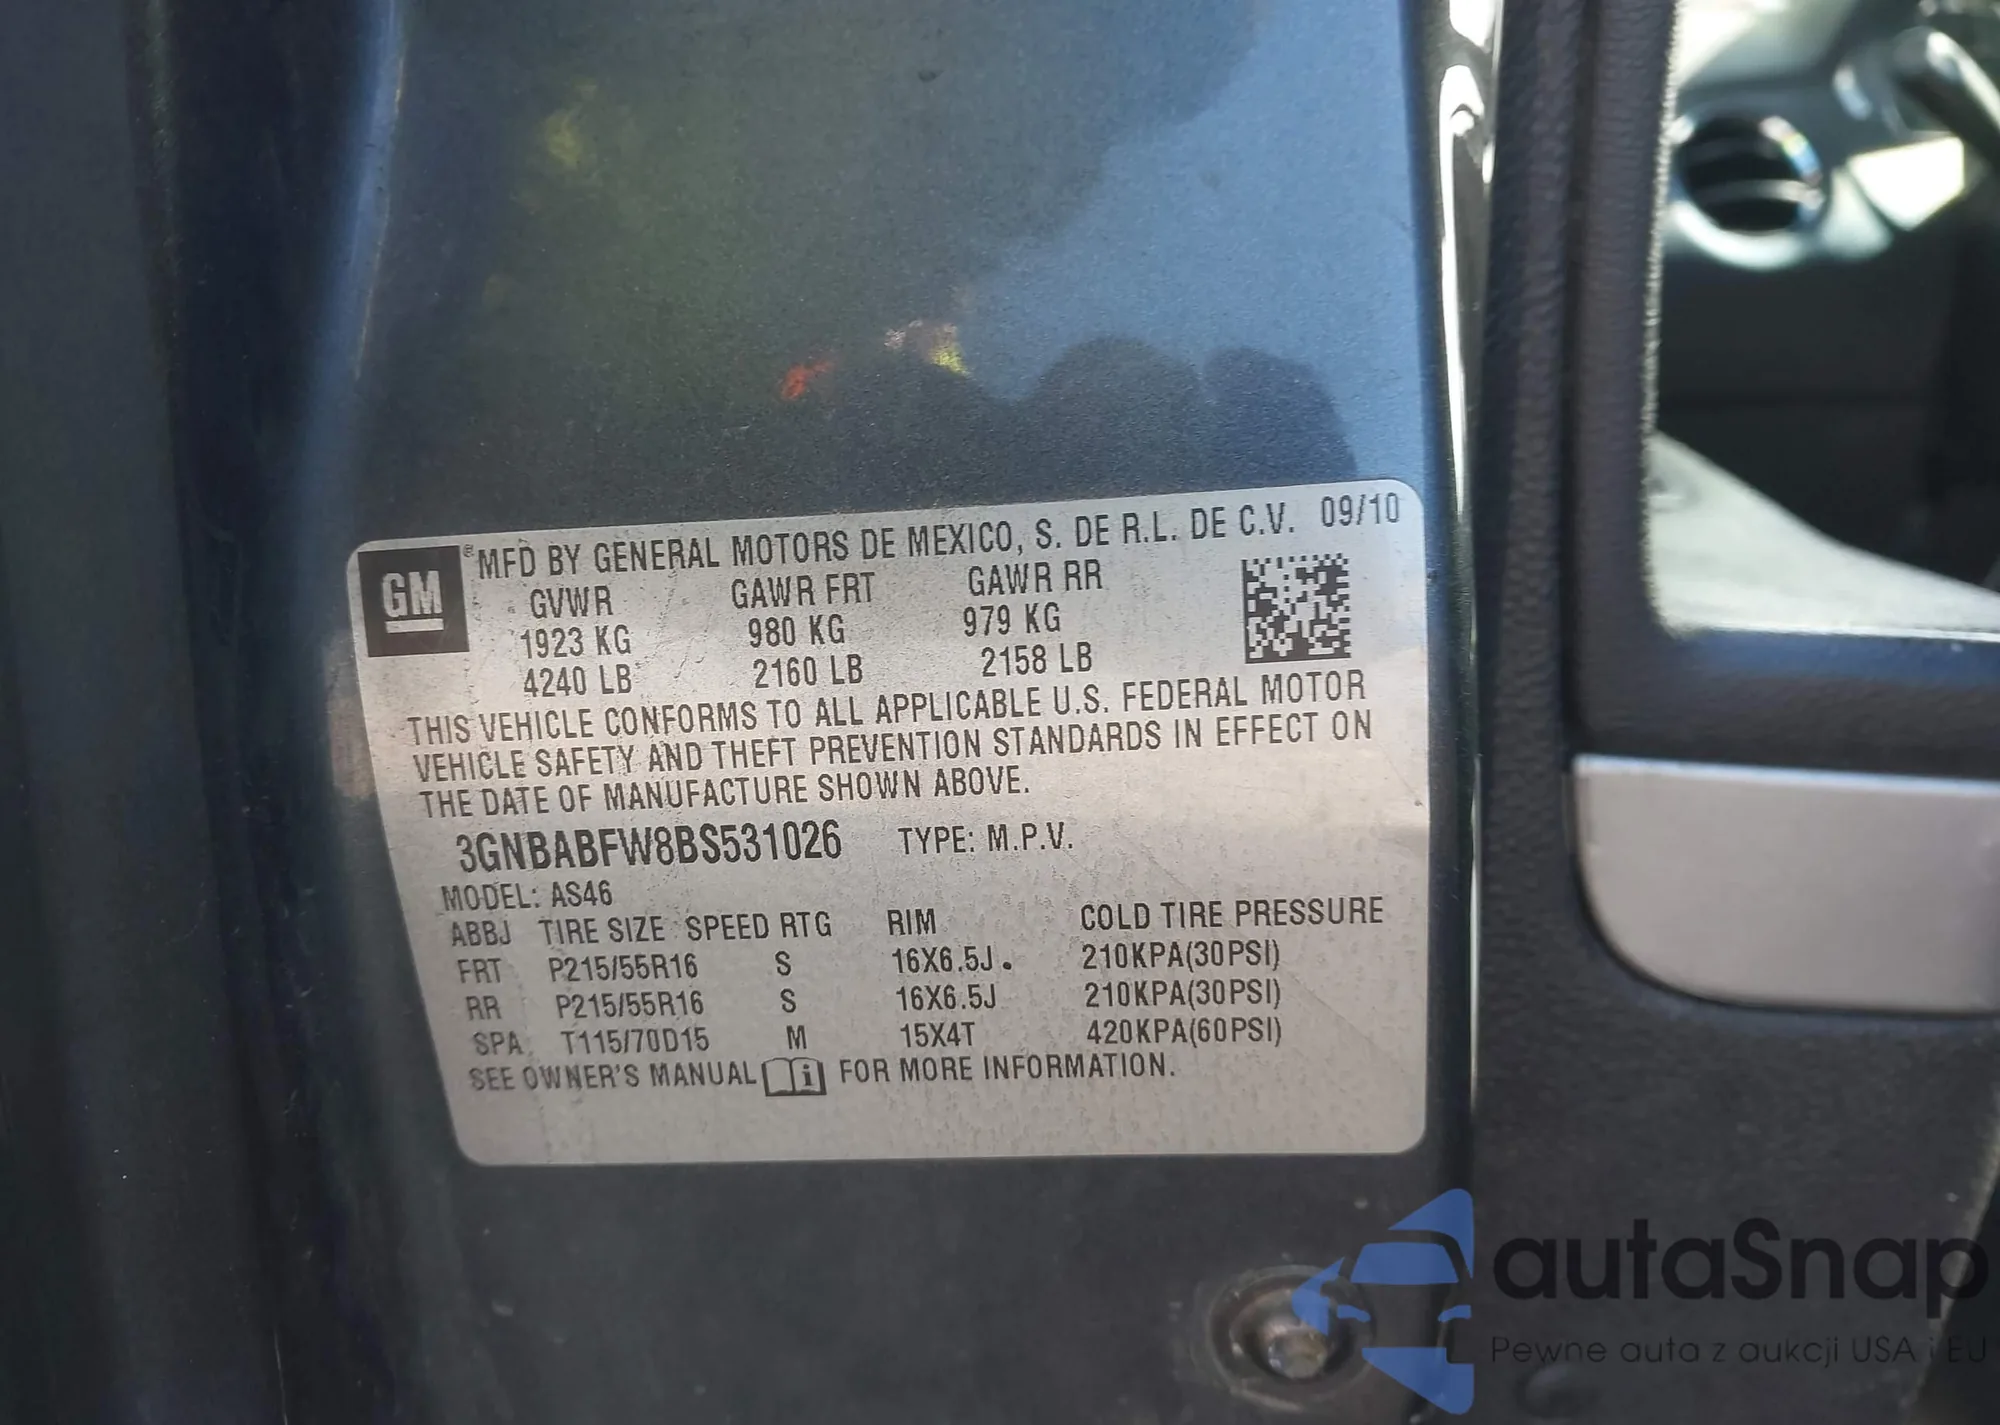 GM
® MFD BY GENERAL MOTORS DE MEXICO, S. DE R.L. DE C.V. 09/10
GVWR GAWR FRT GAWR RR
1923 KG 980 KG 979 KG
4240 LB 2160 LB 2158 LB
THIS VEHICLE CONFORMS TO ALL APPLICABLE U.S. FEDERAL MOTOR
VEHICLE SAFETY AND THEFT PREVENTION STANDARDS IN EFFECT ON
THE DATE OF MANUFACTURE SHOWN ABOVE.
3GNBABFW8BS531026 TYPE: M.P.V.
MODEL: AS46
ABBJ TIRE SIZE SPEED RTG RIM COLD TIRE PRESSURE
FRT P215/55R16 S 16X6.5J. 210KPA(30PSI)
RR P215/55R16 S 16X6.5J 210KPA(30PSI)
SPA T115/70D15 M 15X4T 420KPA(60PSI)
SEE OWNER'S MANUAL i FOR MORE INFORMATION.
autaSnap
Pewne auta z aukcji USA i EU